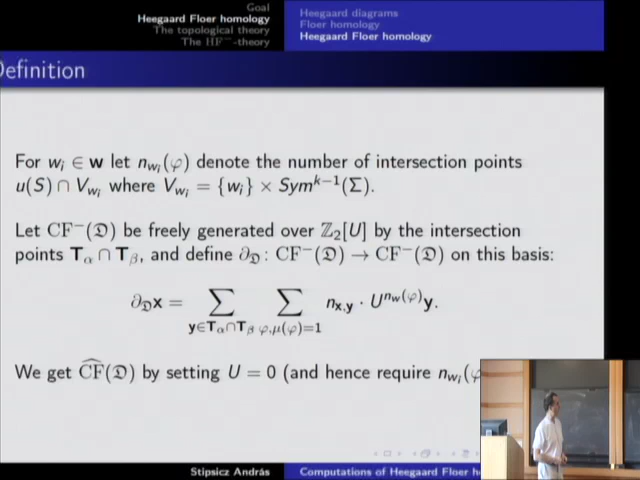 Goal
Heegaard Floer homology
The topological theory
The HF⁻-theory
Heegaard diagrams
Floer homology
Heegaard Floer homology
Definition
For wᵢ ∈ w let n_{wᵢ}(φ) denote the number of intersection points
u(S) ∩ V_{wᵢ} where V_{wᵢ} = {wᵢ} × Sym^{k−1}(Σ).
Let CF⁻(𝔇) be freely generated over ℤ₂[U] by the intersection
points T_α ∩ T_β, and define ∂_𝔇 : CF⁻(𝔇) → CF⁻(𝔇) on this basis:
∂_𝔇 x = ∑_{y∈T_α∩T_β} ∑_{φ,μ(φ)=1} n_{x,y} · U^{n_w(φ)} y.
We get ĈF(𝔇) by setting U = 0 (and hence require n_{wᵢ}(φ
Stipsicz András
Computations of Heegaard Floer h